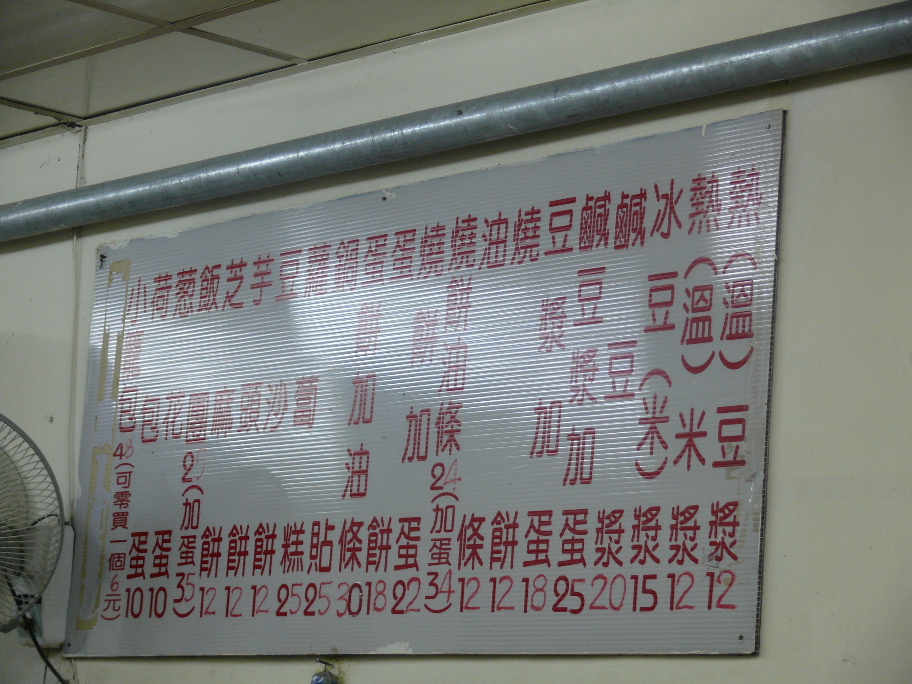 熱(溫)豆漿12
熱(溫)米漿12
冰豆(米)漿15
鹹豆漿20
鹹豆漿加蛋25
豆漿加蛋18
燒餅12
油條12
燒餅油條24(加蛋34)
燒餅加蛋22
蛋餅18
蛋餅加油條30
鍋貼25
蘿蔔糕25
豆沙餅12
芋頭餅12
芝麻餅12
飯團(加蛋35)
葱花蛋10
荷包蛋10
小籠包48(可零買一個6元)